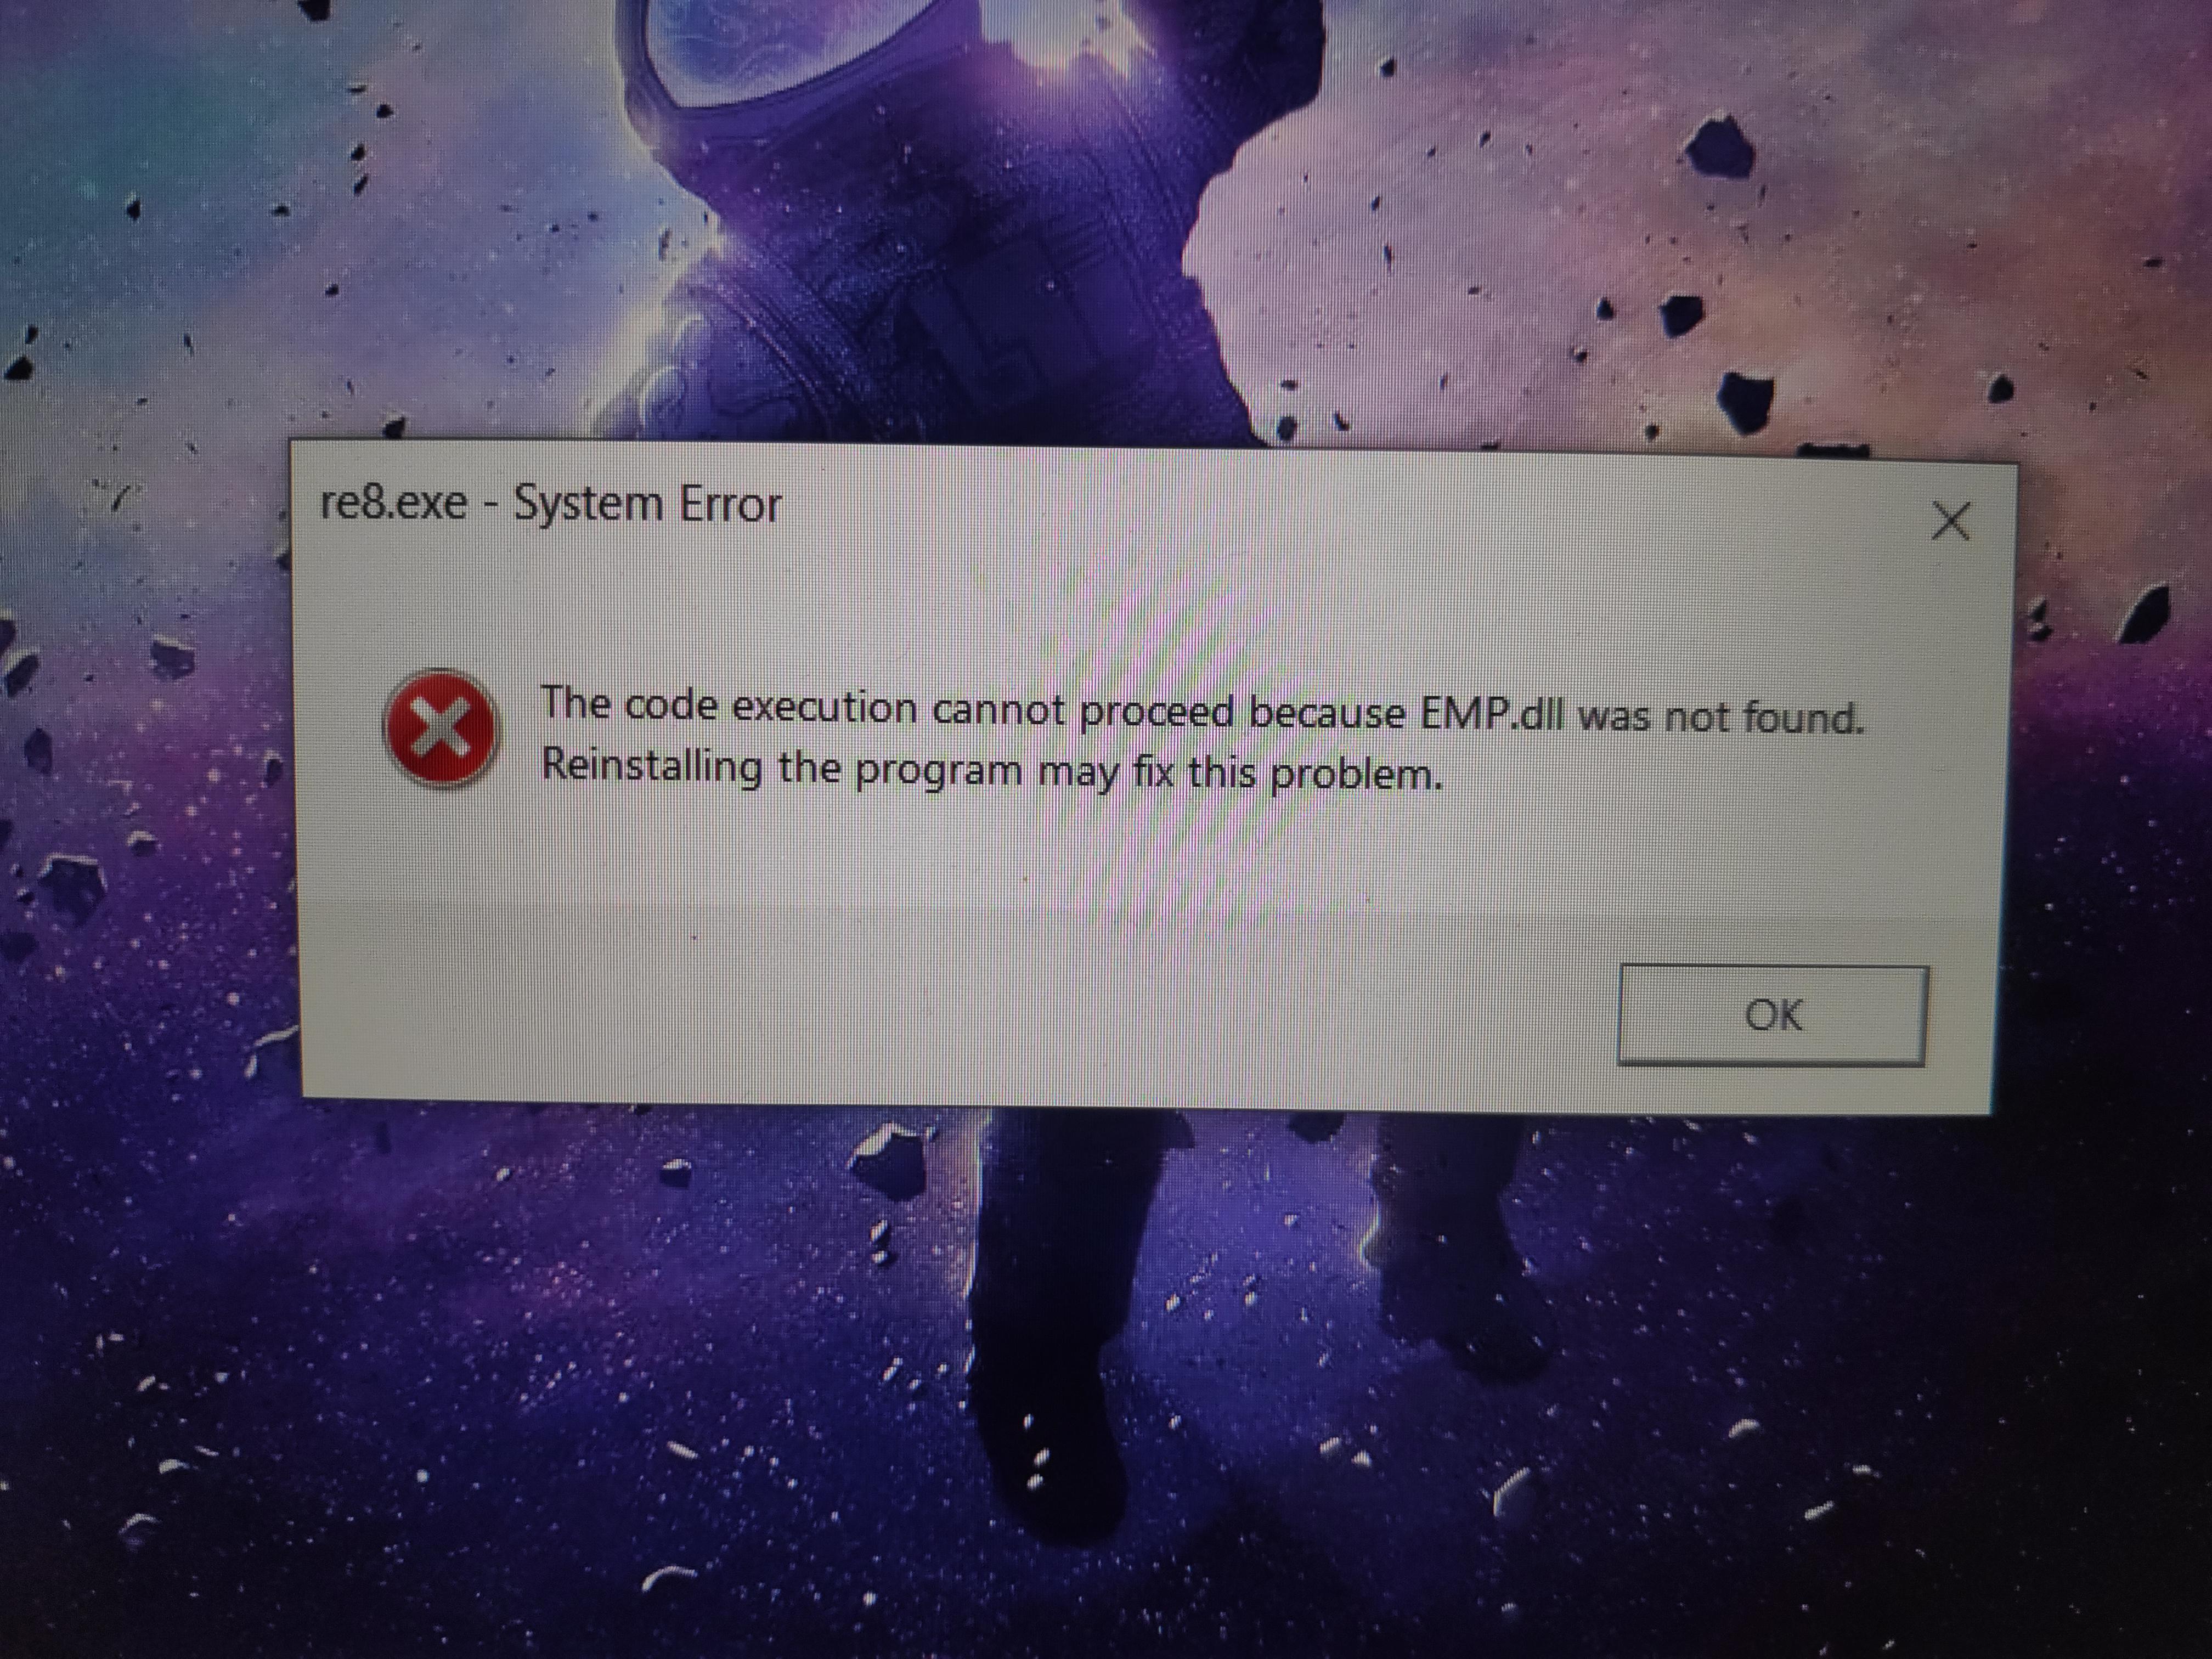 re8.exe - System Error
The code execution cannot proceed because EMP.dll was not found.
Reinstalling the program may fix this problem.
OK